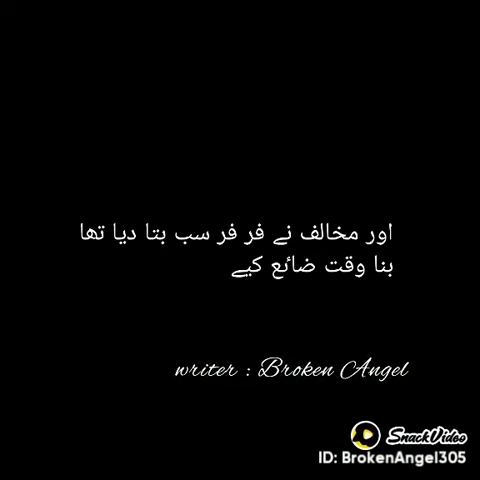 اور مخالف نے فر فر سب بتا دیا تھا
بنا وقت ضائع کیے
writer : Broken Angel
SnackVideo
ID: BrokenAngel305